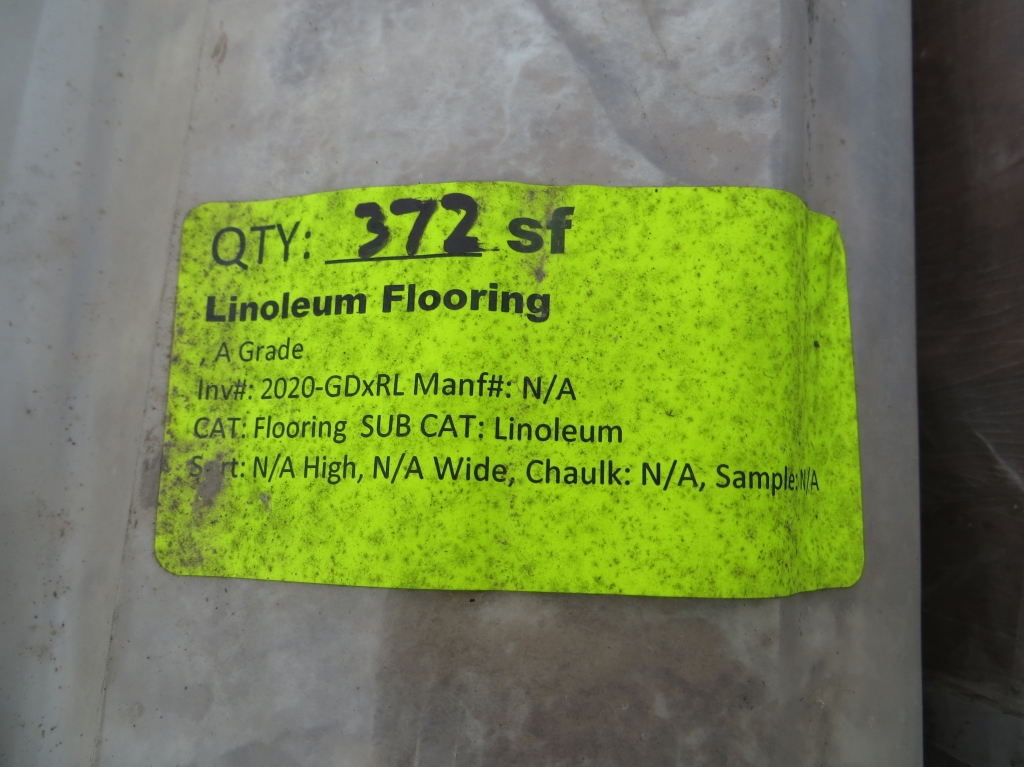 QTY: 372 sf
Linoleum Flooring
, A Grade
Inv#: 2020-GDxRL Manf#: N/A
CAT: Flooring SUB CAT: Linoleum
N/A High, N/A Wide, Chaulk: N/A, Sample: N/A